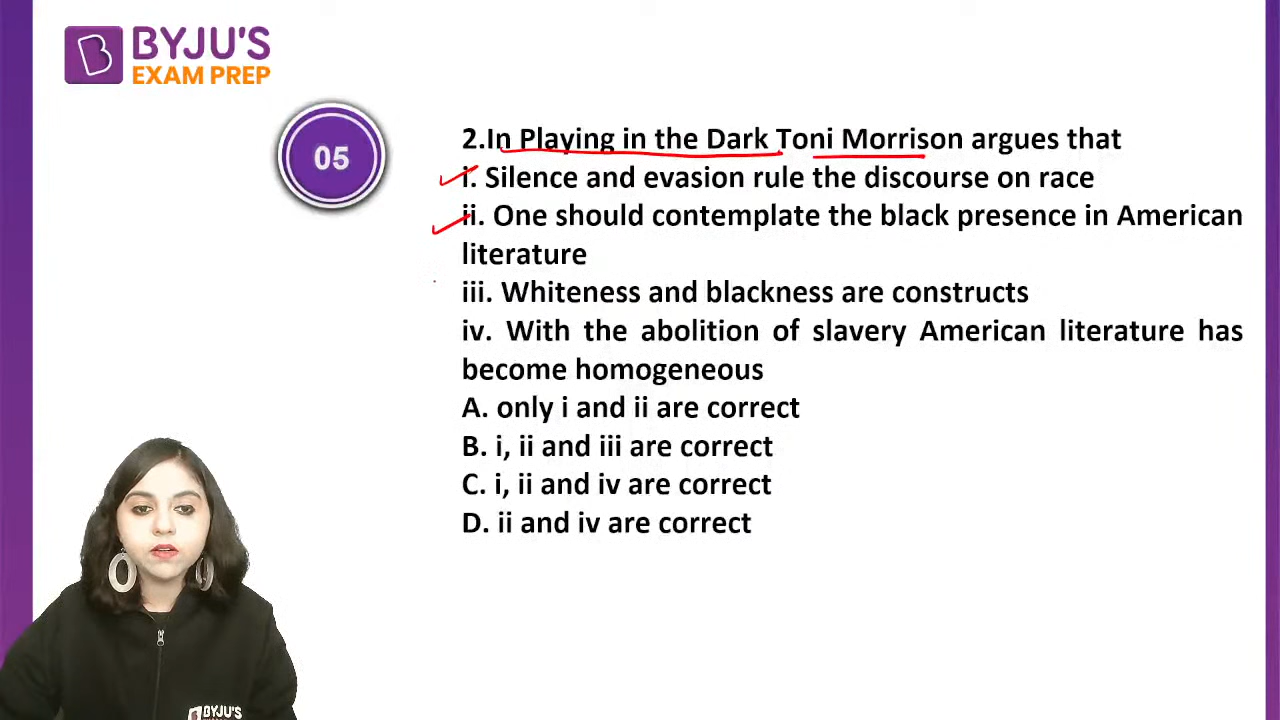 BYJU'S
EXAM PREP
05
2.In Playing in the Dark Toni Morrison argues that
i. Silence and evasion rule the discourse on race
ii. One should contemplate the black presence in American
literature
iii. Whiteness and blackness are constructs
iv. With the abolition of slavery American literature has
become homogeneous
A. only i and ii are correct
B. i, ii and iii are correct
C. i, ii and iv are correct
D. ii and iv are correct
BYJU'S